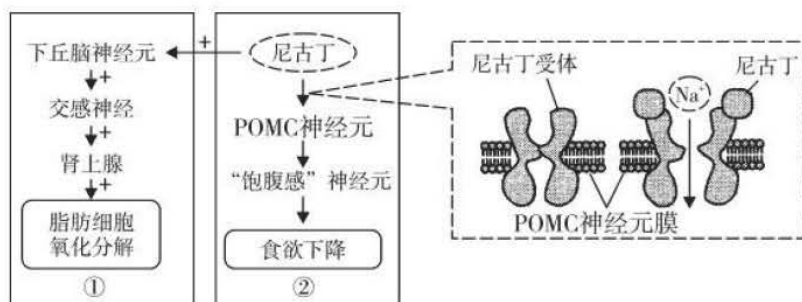 下丘脑神经元
+
交感神经
+
肾上腺
+
脂肪细胞
氧化分解
①
+
尼古丁
POMC神经元
“饱腹感”神经元
食欲下降
②
尼古丁受体
尼古丁
Na⁺
POMC神经元膜